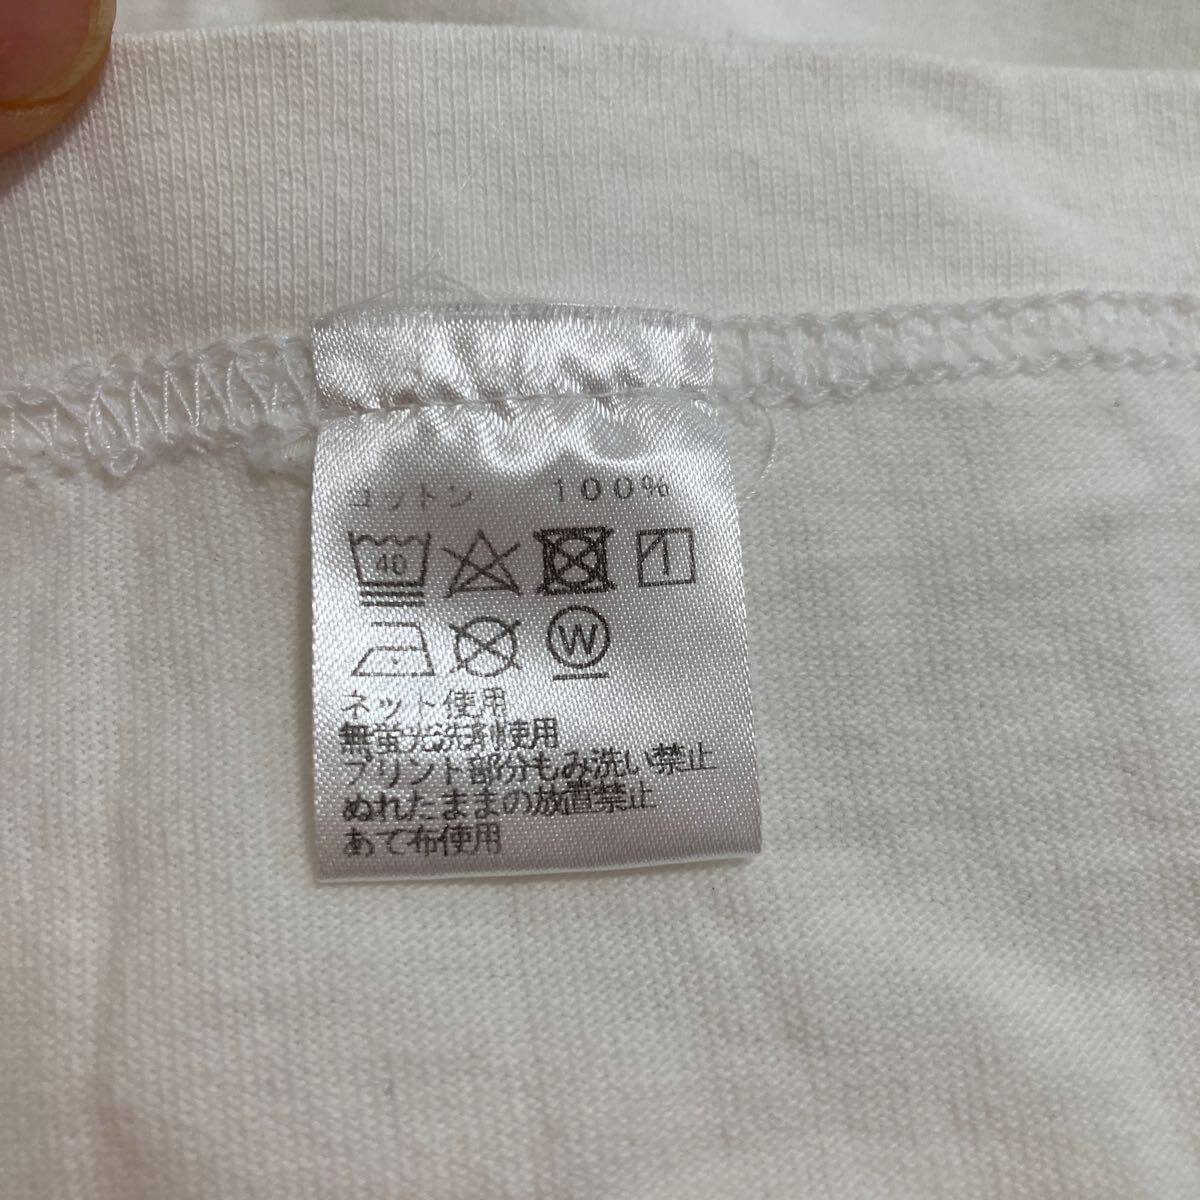 コットン 100%
40
W
ネット使用
無蛍光洗剤使用
プリント部分もみ洗い禁止
ぬれたままの放置禁止
あて布使用